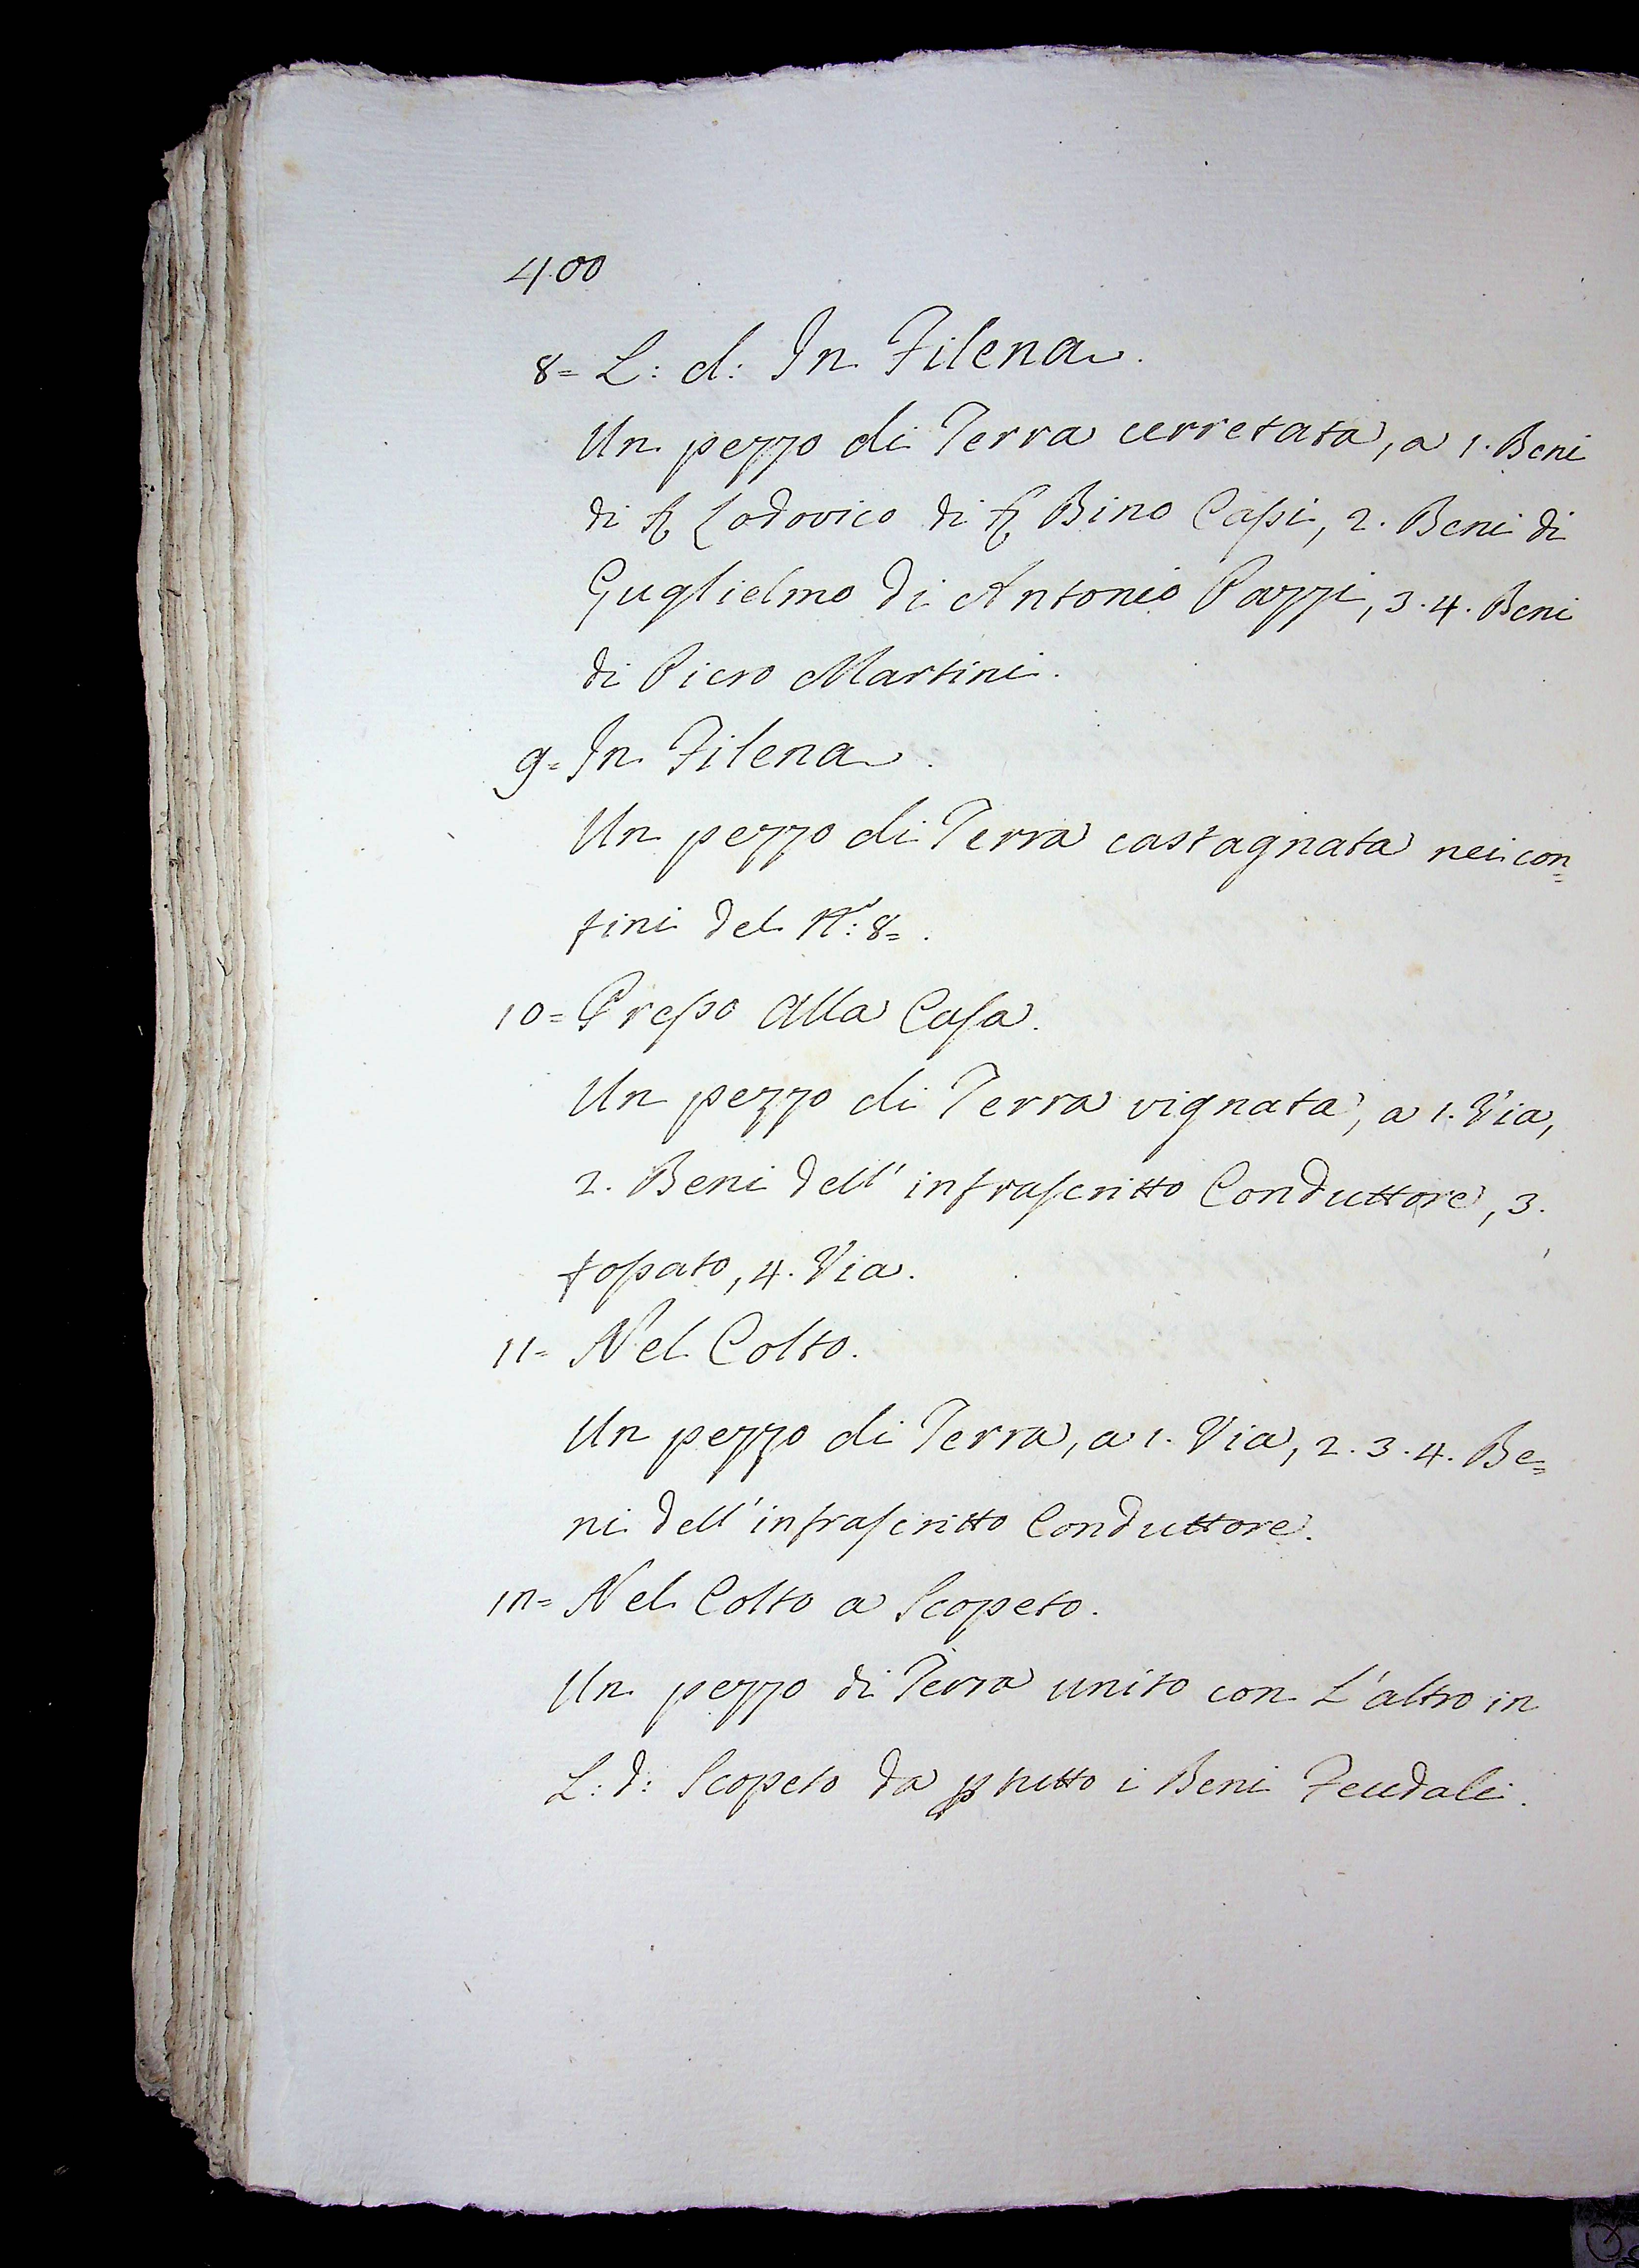 400
8= L: d: In Filena.
Un pezzo di Terra cerretata, a 1. Beni
di Lodovico di Bino Cassi, 2. Beni di
Guglielmo di Antonio Pazzi, 3. 4. Beni
di Piero Martini.
9= In Filena.
Un pezzo di Terra castagnata nei con=
fini del N.º: 8=.
10= Presso alla Casa.
Un pezzo di Terra vignata, a 1. Via,
2. Beni dell' infrascritto Conduttore, 3.
fossato, 4. Via.
11= Nel Colto.
Un pezzo di Terra, a 1. Via, 2. 3. 4. Be=
ni dell' infrascritto Conduttore.
12= Nel Colto a Scopeto.
Un pezzo di Terra unito con L'altro in
L: d: Scopeto da p tutto i Beni Feudali.